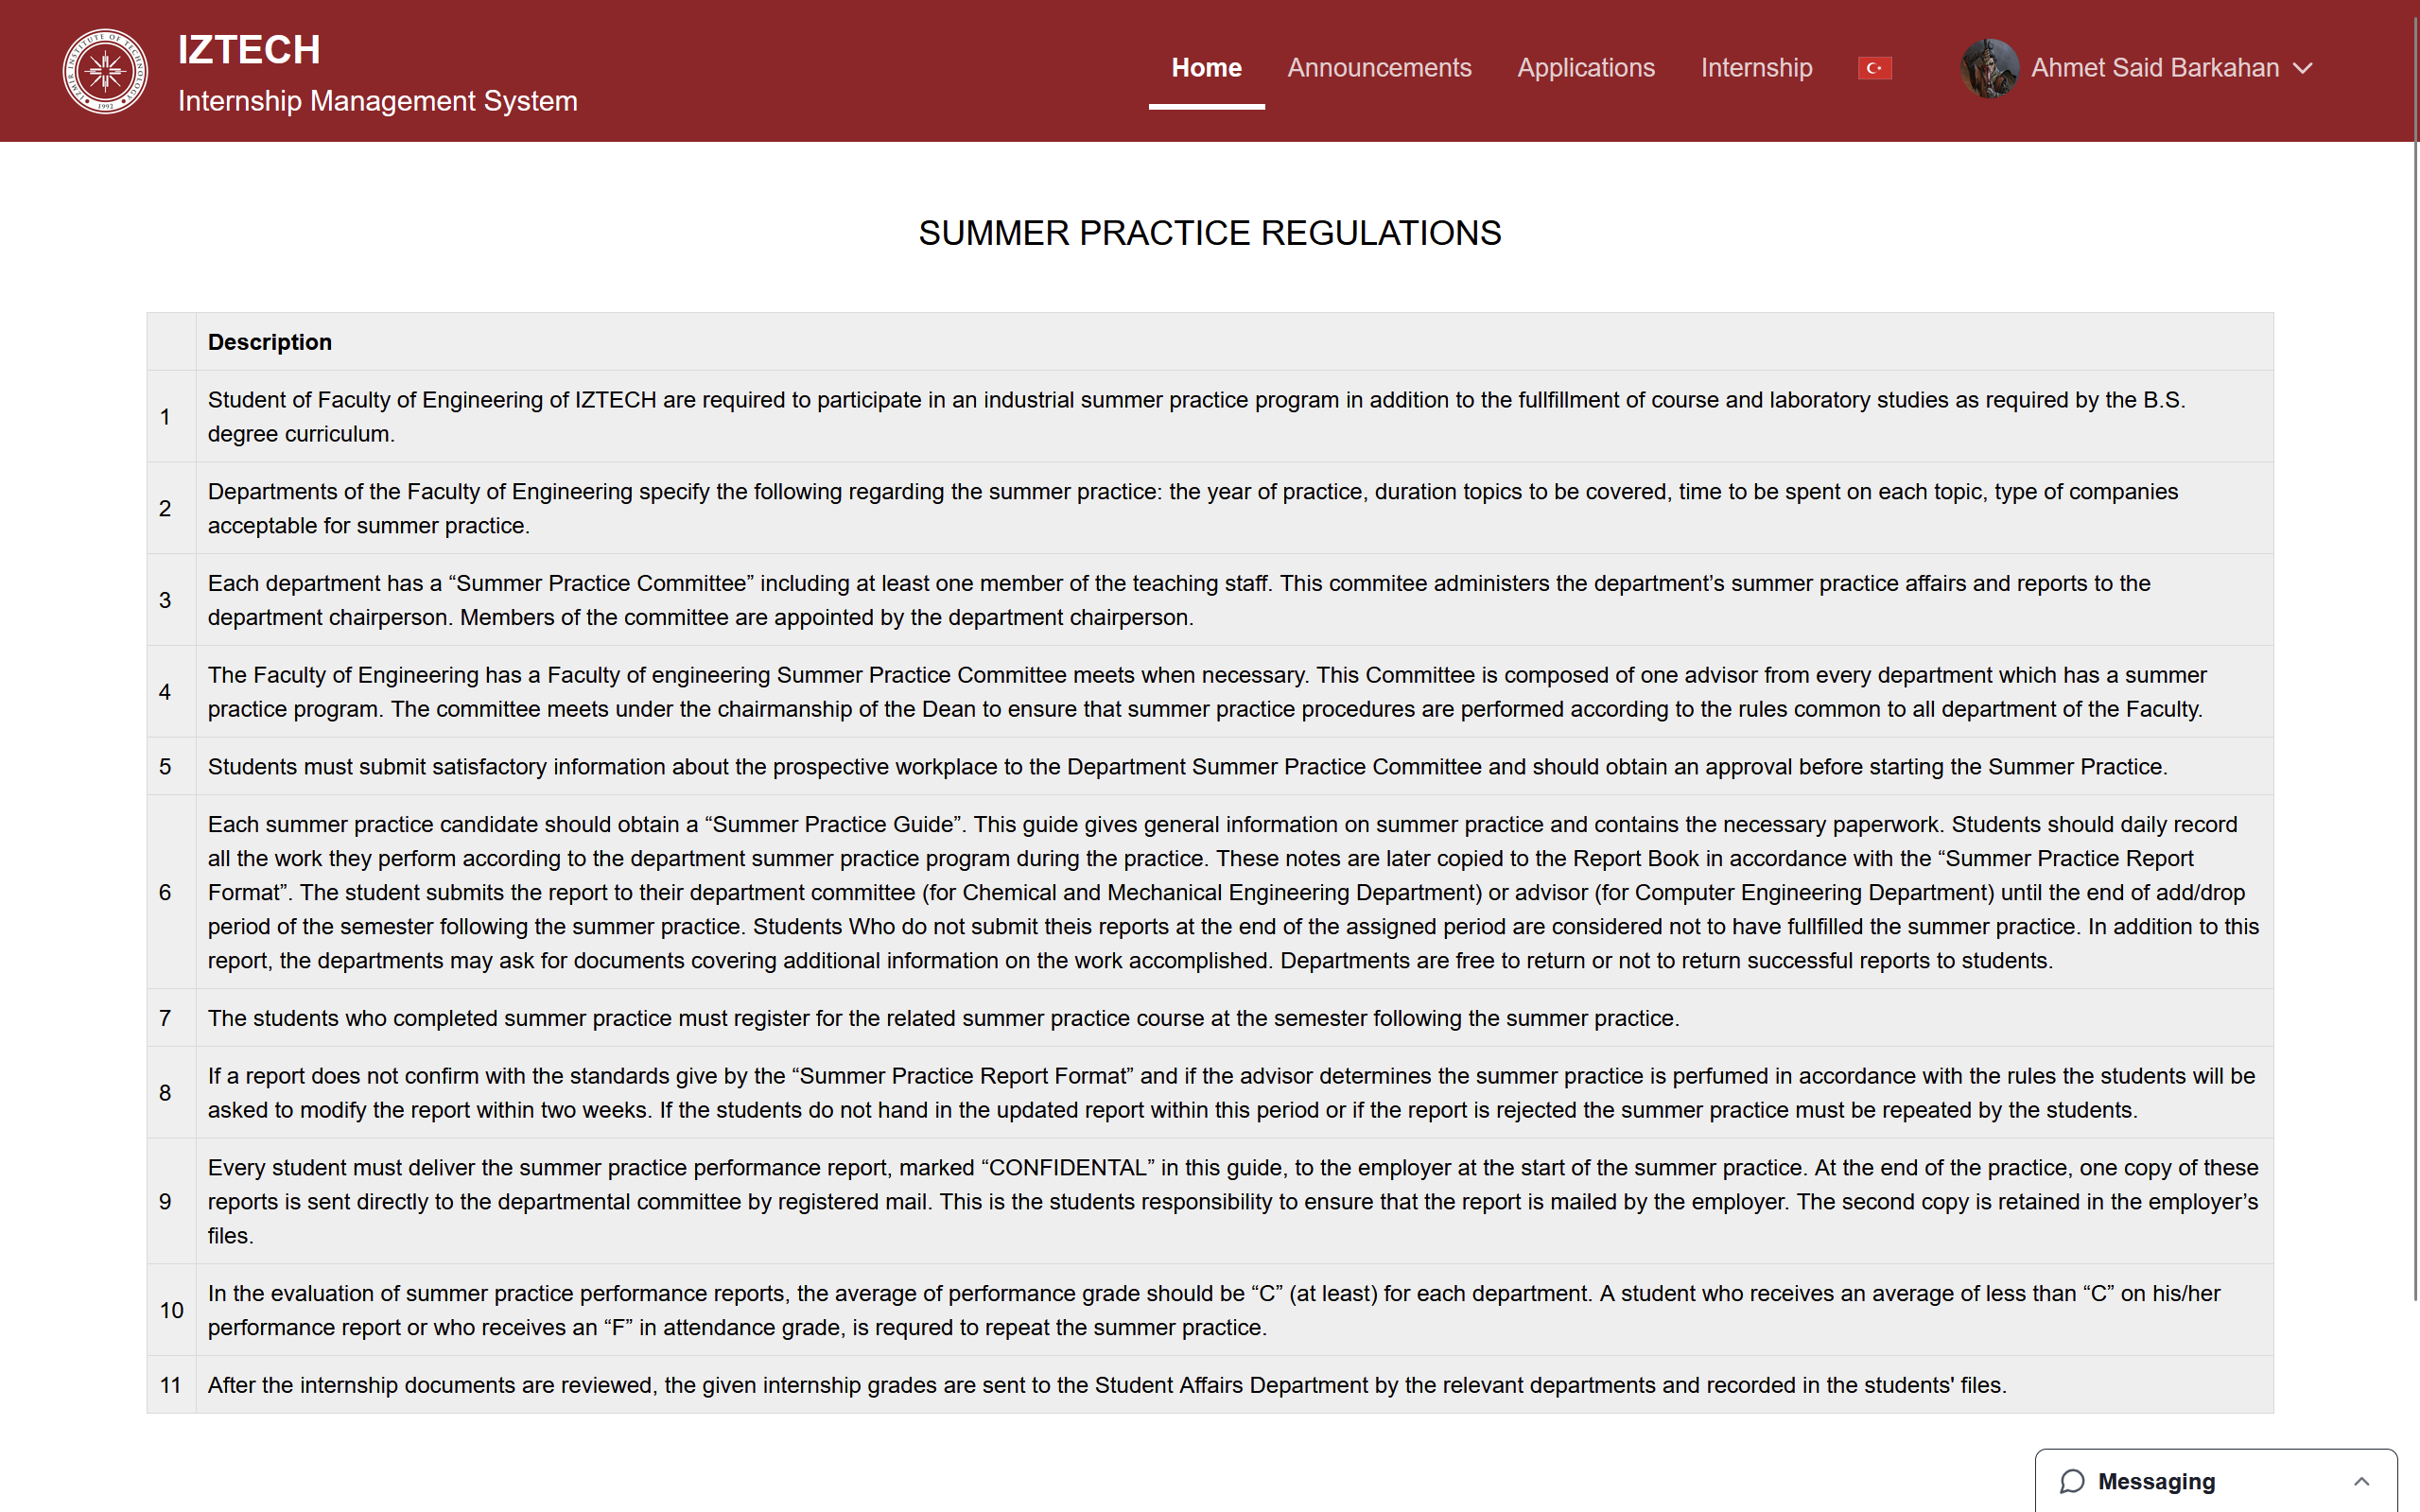 IZMIR INSTITUTE OF TECHNOLOGY
1992
IZTECH
Internship Management System
Home
Announcements
Applications
Internship
Ahmet Said Barkahan
SUMMER PRACTICE REGULATIONS
Description
1
Student of Faculty of Engineering of IZTECH are required to participate in an industrial summer practice program in addition to the fullfillment of course and laboratory studies as required by the B.S.
degree curriculum.
2
Departments of the Faculty of Engineering specify the following regarding the summer practice: the year of practice, duration topics to be covered, time to be spent on each topic, type of companies
acceptable for summer practice.
3
Each department has a “Summer Practice Committee” including at least one member of the teaching staff. This commitee administers the department’s summer practice affairs and reports to the
department chairperson. Members of the committee are appointed by the department chairperson.
4
The Faculty of Engineering has a Faculty of engineering Summer Practice Committee meets when necessary. This Committee is composed of one advisor from every department which has a summer
practice program. The committee meets under the chairmanship of the Dean to ensure that summer practice procedures are performed according to the rules common to all department of the Faculty.
5
Students must submit satisfactory information about the prospective workplace to the Department Summer Practice Committee and should obtain an approval before starting the Summer Practice.
6
Each summer practice candidate should obtain a “Summer Practice Guide”. This guide gives general information on summer practice and contains the necessary paperwork. Students should daily record
all the work they perform according to the department summer practice program during the practice. These notes are later copied to the Report Book in accordance with the “Summer Practice Report
Format”. The student submits the report to their department committee (for Chemical and Mechanical Engineering Department) or advisor (for Computer Engineering Department) until the end of add/drop
period of the semester following the summer practice. Students Who do not submit theis reports at the end of the assigned period are considered not to have fullfilled the summer practice. In addition to this
report, the departments may ask for documents covering additional information on the work accomplished. Departments are free to return or not to return successful reports to students.
7
The students who completed summer practice must register for the related summer practice course at the semester following the summer practice.
8
If a report does not confirm with the standards give by the “Summer Practice Report Format” and if the advisor determines the summer practice is perfumed in accordance with the rules the students will be
asked to modify the report within two weeks. If the students do not hand in the updated report within this period or if the report is rejected the summer practice must be repeated by the students.
9
Every student must deliver the summer practice performance report, marked “CONFIDENTAL” in this guide, to the employer at the start of the summer practice. At the end of the practice, one copy of these
reports is sent directly to the departmental committee by registered mail. This is the students responsibility to ensure that the report is mailed by the employer. The second copy is retained in the employer’s
files.
10
In the evaluation of summer practice performance reports, the average of performance grade should be “C” (at least) for each department. A student who receives an average of less than “C” on his/her
performance report or who receives an “F” in attendance grade, is requred to repeat the summer practice.
11
After the internship documents are reviewed, the given internship grades are sent to the Student Affairs Department by the relevant departments and recorded in the students' files.
Messaging